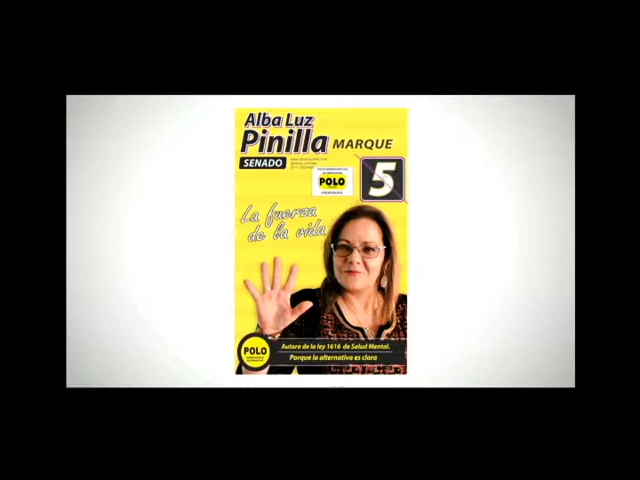 Alba Luz
Pinilla MARQUE
SENADO
POLO
5
La fuerza
de la vida
POLO
Autora de la ley 1616 de Salud Mental.
Porque la alternativa es clara